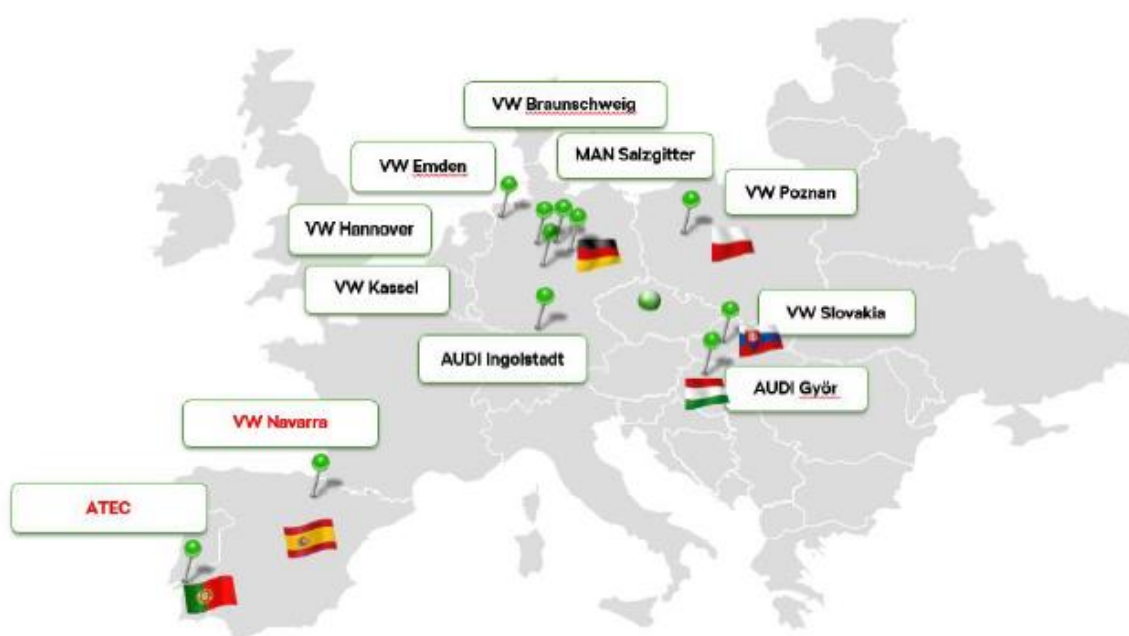 VW Braunschweig
MAN Salzgitter
VW Emden
VW Poznan
VW Hannover
VW Kassel
VW Slovakia
AUDI Ingolstadt
AUDI Györ
VW Navarra
ATEC